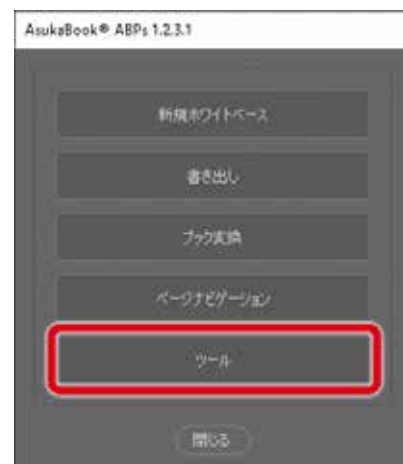 AsukaBook® ABPs 1.2.3.1
新規ホワイトベース
書き出し
ブック変換
ページナビゲーション
ツール
閉じる